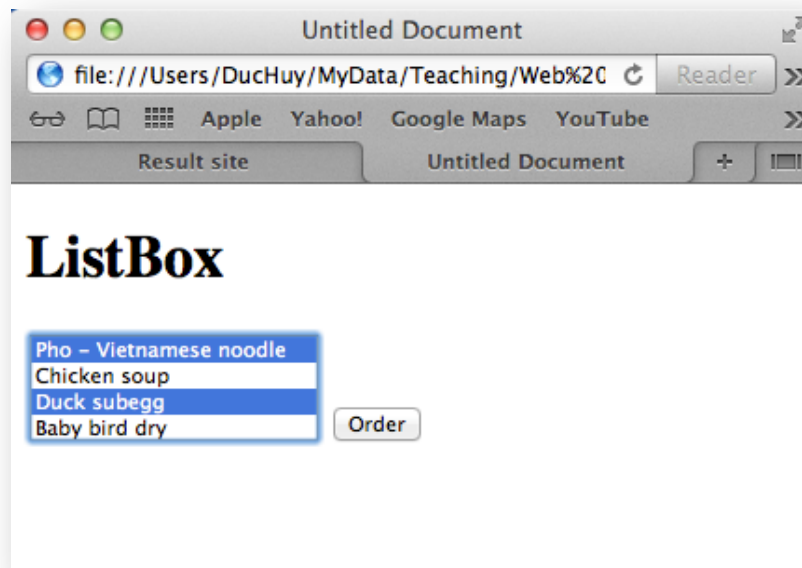 Untitled Document
file:///Users/DucHuy/MyData/Teaching/Web%20 Reader
Apple Yahoo! Google Maps YouTube
Result site Untitled Document
ListBox
Pho - Vietnamese noodle
Chicken soup
Duck subegg
Baby bird dry
Order